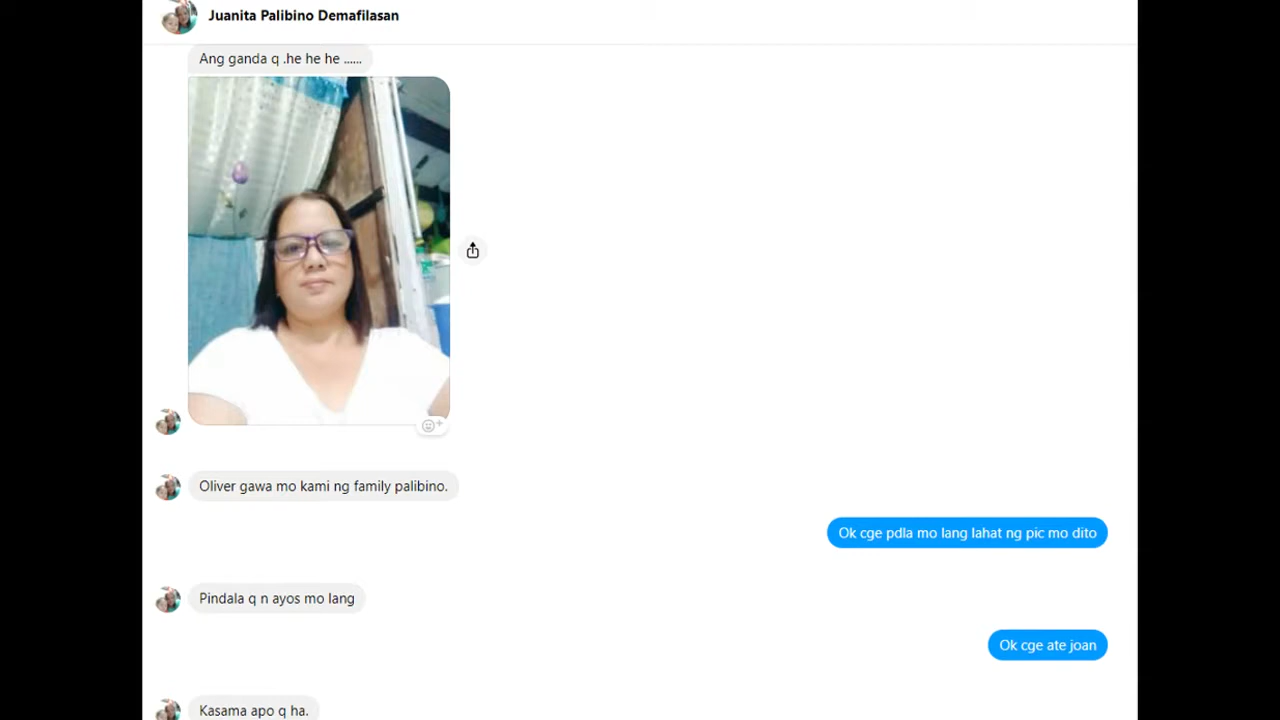 Juanita Palibino Demafilasan
Ang ganda q .he he he ......
Oliver gawa mo kami ng family palibino.
Ok cge pdla mo lang lahat ng pic mo dito
Pindala q n ayos mo lang
Ok cge ate joan
Kasama apo q ha.